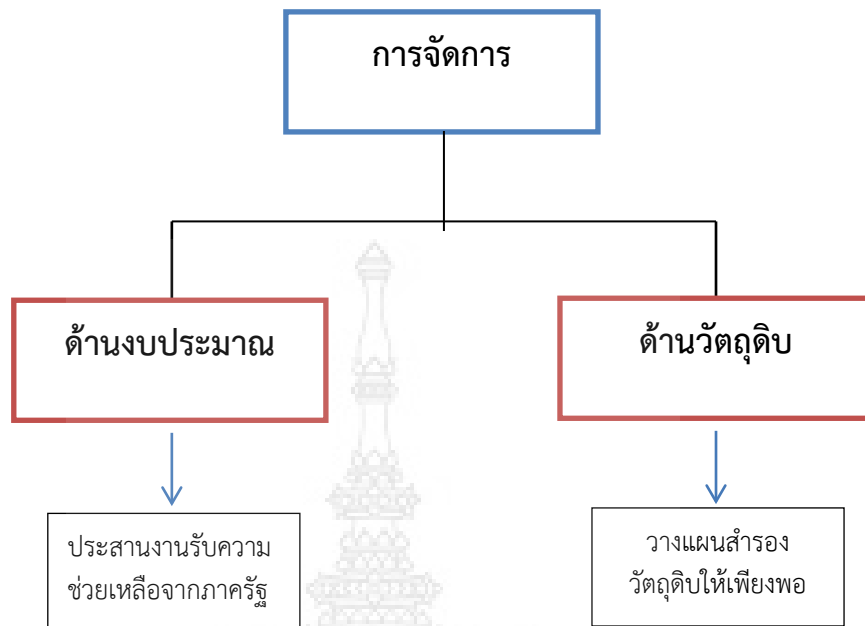 การจัดการ
ด้านงบประมาณ
ด้านวัตถุดิบ
ประสานงานรับความ
ช่วยเหลือจากภาครัฐ
วางแผนสำรอง
วัตถุดิบให้เพียงพอ